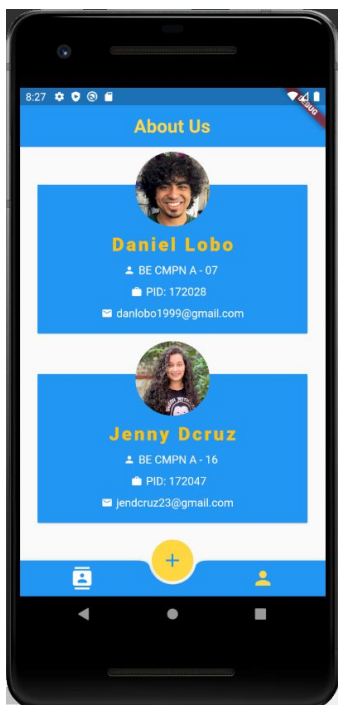 8:27
DEBUG
About Us
Daniel Lobo
BE CMPN A - 07
PID: 172028
danlobo1999@gmail.com
Jenny Dcruz
BE CMPN A - 16
PID: 172047
jendcruz23@gmail.com